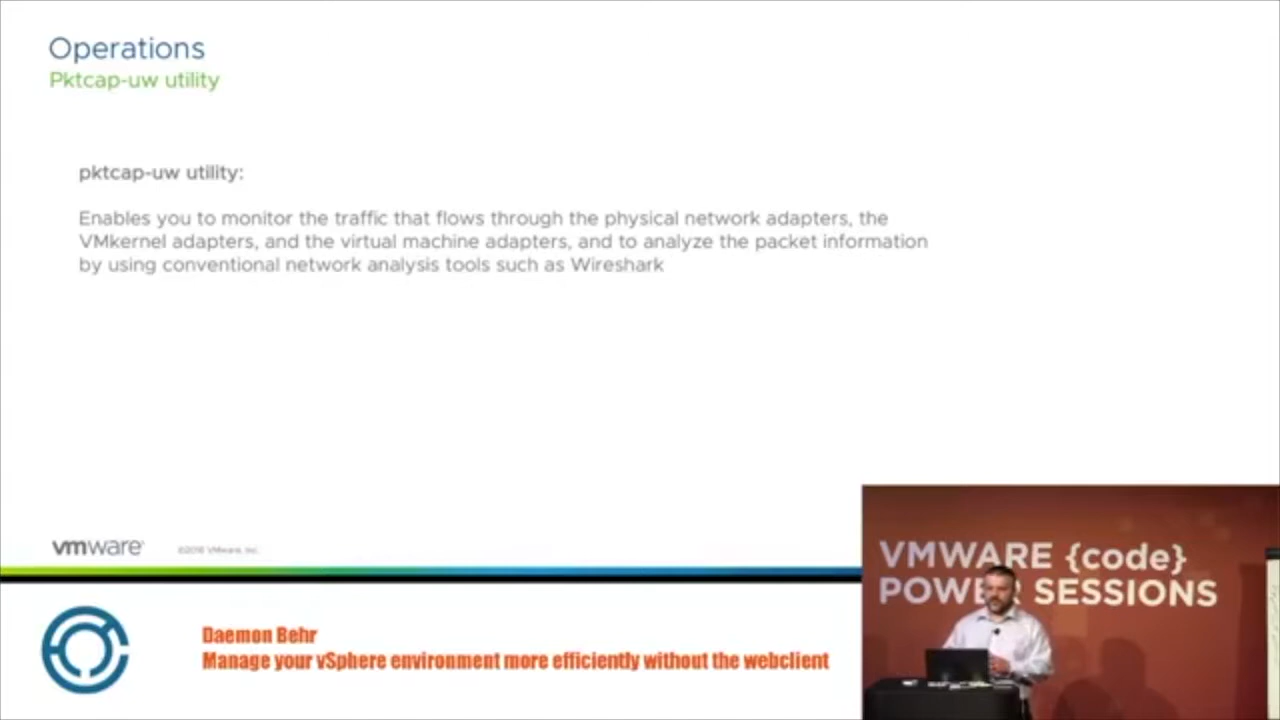 Operations
Pktcap-uw utility
pktcap-uw utility:
Enables you to monitor the traffic that flows through the physical network adapters, the
VMkernel adapters, and the virtual machine adapters, and to analyze the packet information
by using conventional network analysis tools such as Wireshark
vmware
©2018 VMware, Inc.
VMWARE {code}
POWER SESSIONS
Daemon Behr
Manage your vSphere environment more efficiently without the webclient